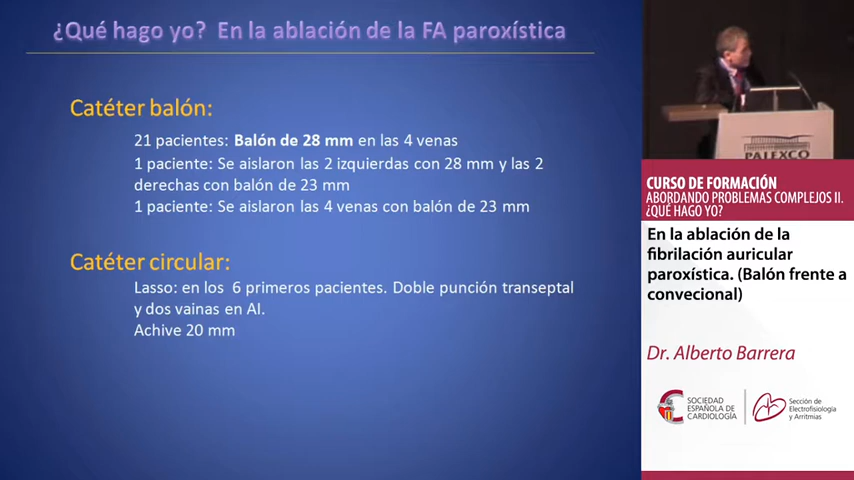 ¿Qué hago yo?  En la ablación de la FA paroxística
Catéter balón:
21 pacientes: Balón de 28 mm en las 4 venas
1 paciente: Se aislaron las 2 izquierdas con 28 mm y las 2
derechas con balón de 23 mm
1 paciente: Se aislaron las 4 venas con balón de 23 mm
Catéter circular:
Lasso: en los  6 primeros pacientes. Doble punción transeptal
y dos vainas en AI.
Achive 20 mm
PALEXCO
CURSO DE FORMACIÓN
ABORDANDO PROBLEMAS COMPLEJOS II.
¿QUÉ HAGO YO?
En la ablación de la
fibrilación auricular
paroxística. (Balón frente a
convecional)
Dr. Alberto Barrera
SOCIEDAD
ESPAÑOLA DE
CARDIOLOGÍA
Sección de
Electrofisiología
y Arritmias